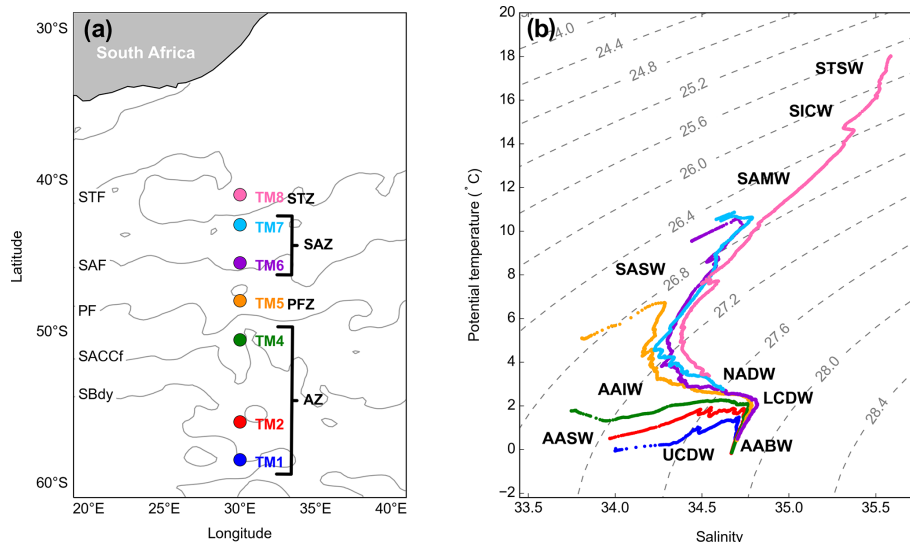 (a)
South Africa
30°S
40°S
50°S
60°S
Latitude
STF
SAF
PF
SACCf
SBdy
TM8 STZ
TM7
SAZ
TM6
TM5 PFZ
TM4
AZ
TM2
TM1
20°E 25°E 30°E 35°E 40°E
Longitude
(b)
20
18
16
14
12
10
8
6
4
2
0
−2
Potential temperature (°C)
24.0
24.4
24.8
25.2
25.6
26.0
26.4
26.8
27.2
27.6
28.0
28.4
STSW
SICW
SAMW
SASW
NADW
AAIW
LCDW
AASW
UCDW
AABW
33.5 34.0 34.5 35.0 35.5
Salinity